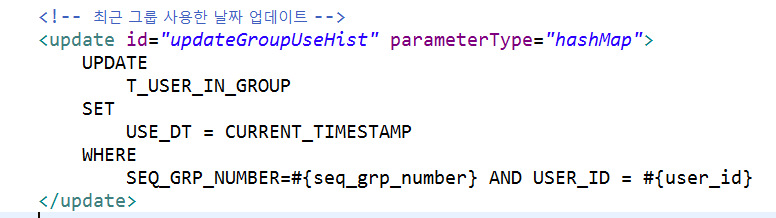 <!-- 최근 그룹 사용한 날짜 업데이트 -->
<update id="updateGroupUseHist" parameterType="hashMap">
UPDATE
T_USER_IN_GROUP
SET
USE_DT = CURRENT_TIMESTAMP
WHERE
SEQ_GRP_NUMBER=#{seq_grp_number} AND USER_ID = #{user_id}
</update>